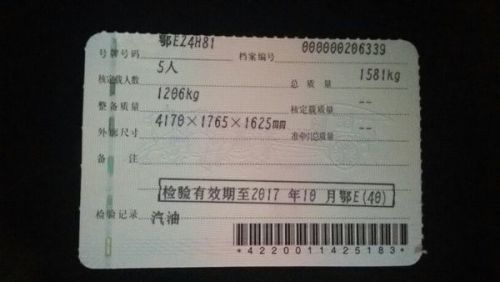 号牌号码 鄂EZ4H81 档案编号 000000206339
核定载人数 5人 总质量 1581kg
整备质量 1206kg 核定载质量 --
外廓尺寸 4170×1765×1625mm 准牵引总质量 --
备注
检验有效期至2017 年10 月鄂E(40)
检验记录 汽油
*4220011425183*